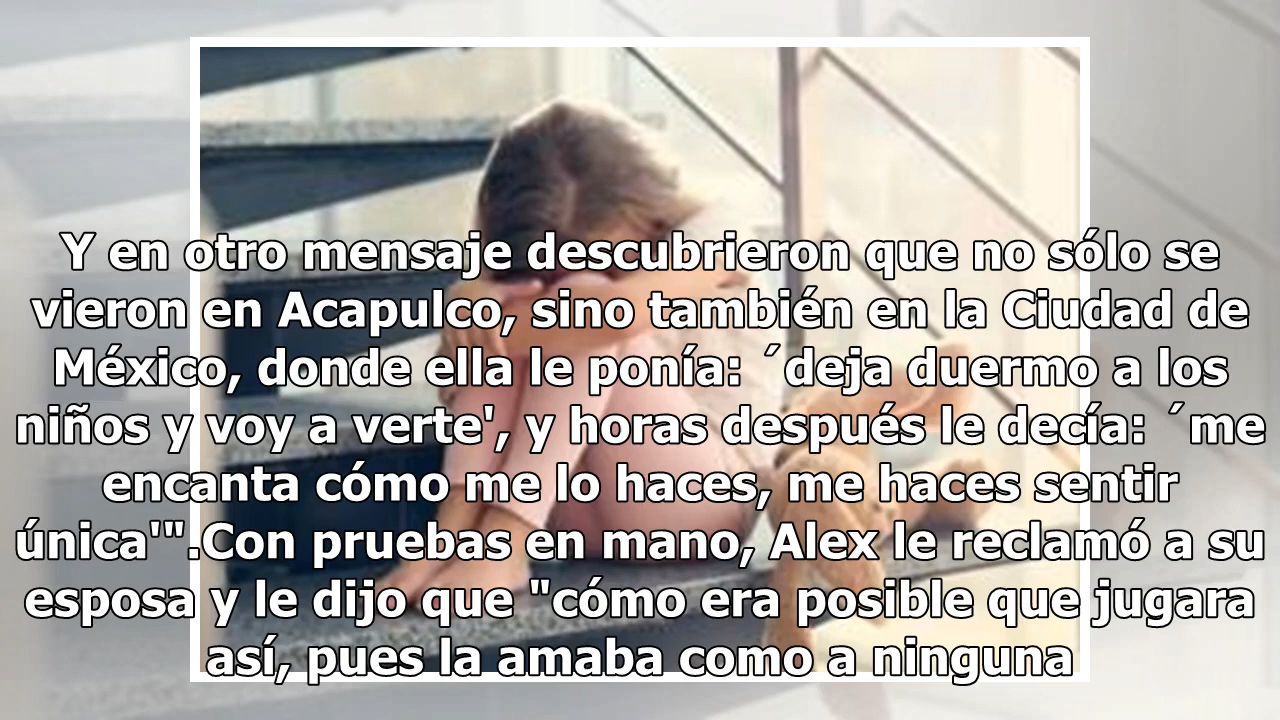 Y en otro mensaje descubrieron que no sólo se
vieron en Acapulco, sino también en la Ciudad de
México, donde ella le ponía: ´deja duermo a los
niños y voy a verte', y horas después le decía: ´me
encanta cómo me lo haces, me haces sentir
única'".Con pruebas en mano, Alex le reclamó a su
esposa y le dijo que "cómo era posible que jugara
así, pues la amaba como a ninguna